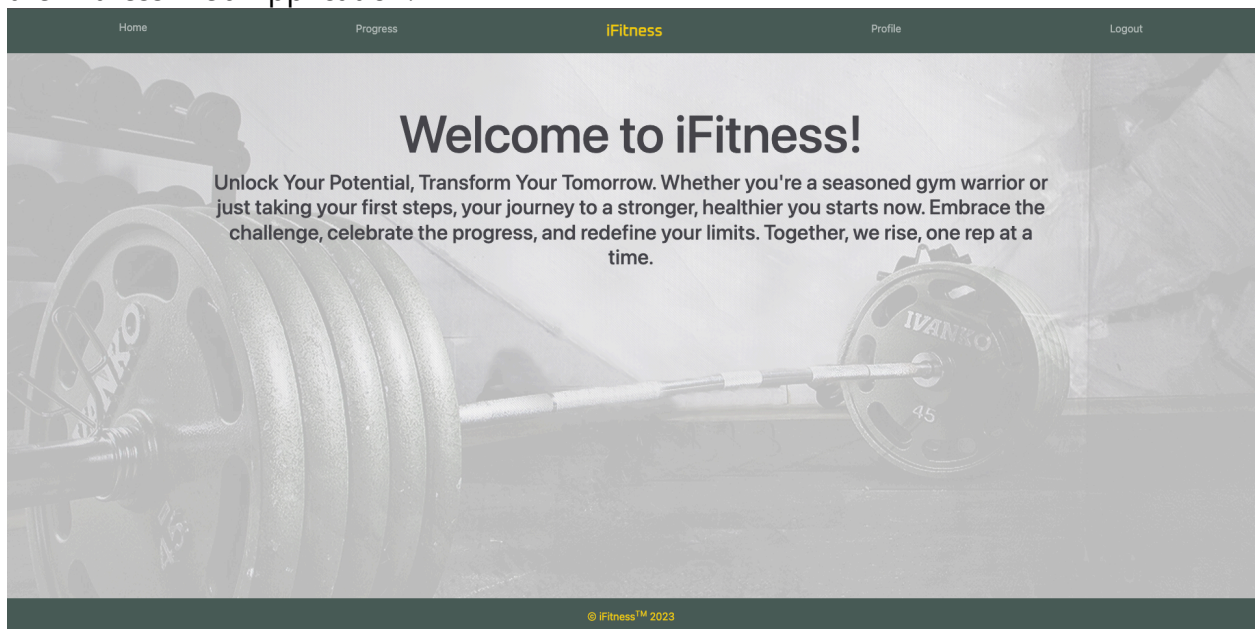 Home Progress iFitness Profile Logout
Welcome to iFitness!
Unlock Your Potential, Transform Your Tomorrow. Whether you're a seasoned gym warrior or
just taking your first steps, your journey to a stronger, healthier you starts now. Embrace the
challenge, celebrate the progress, and redefine your limits. Together, we rise, one rep at a
time.
IVANKO
45
© iFitness™ 2023